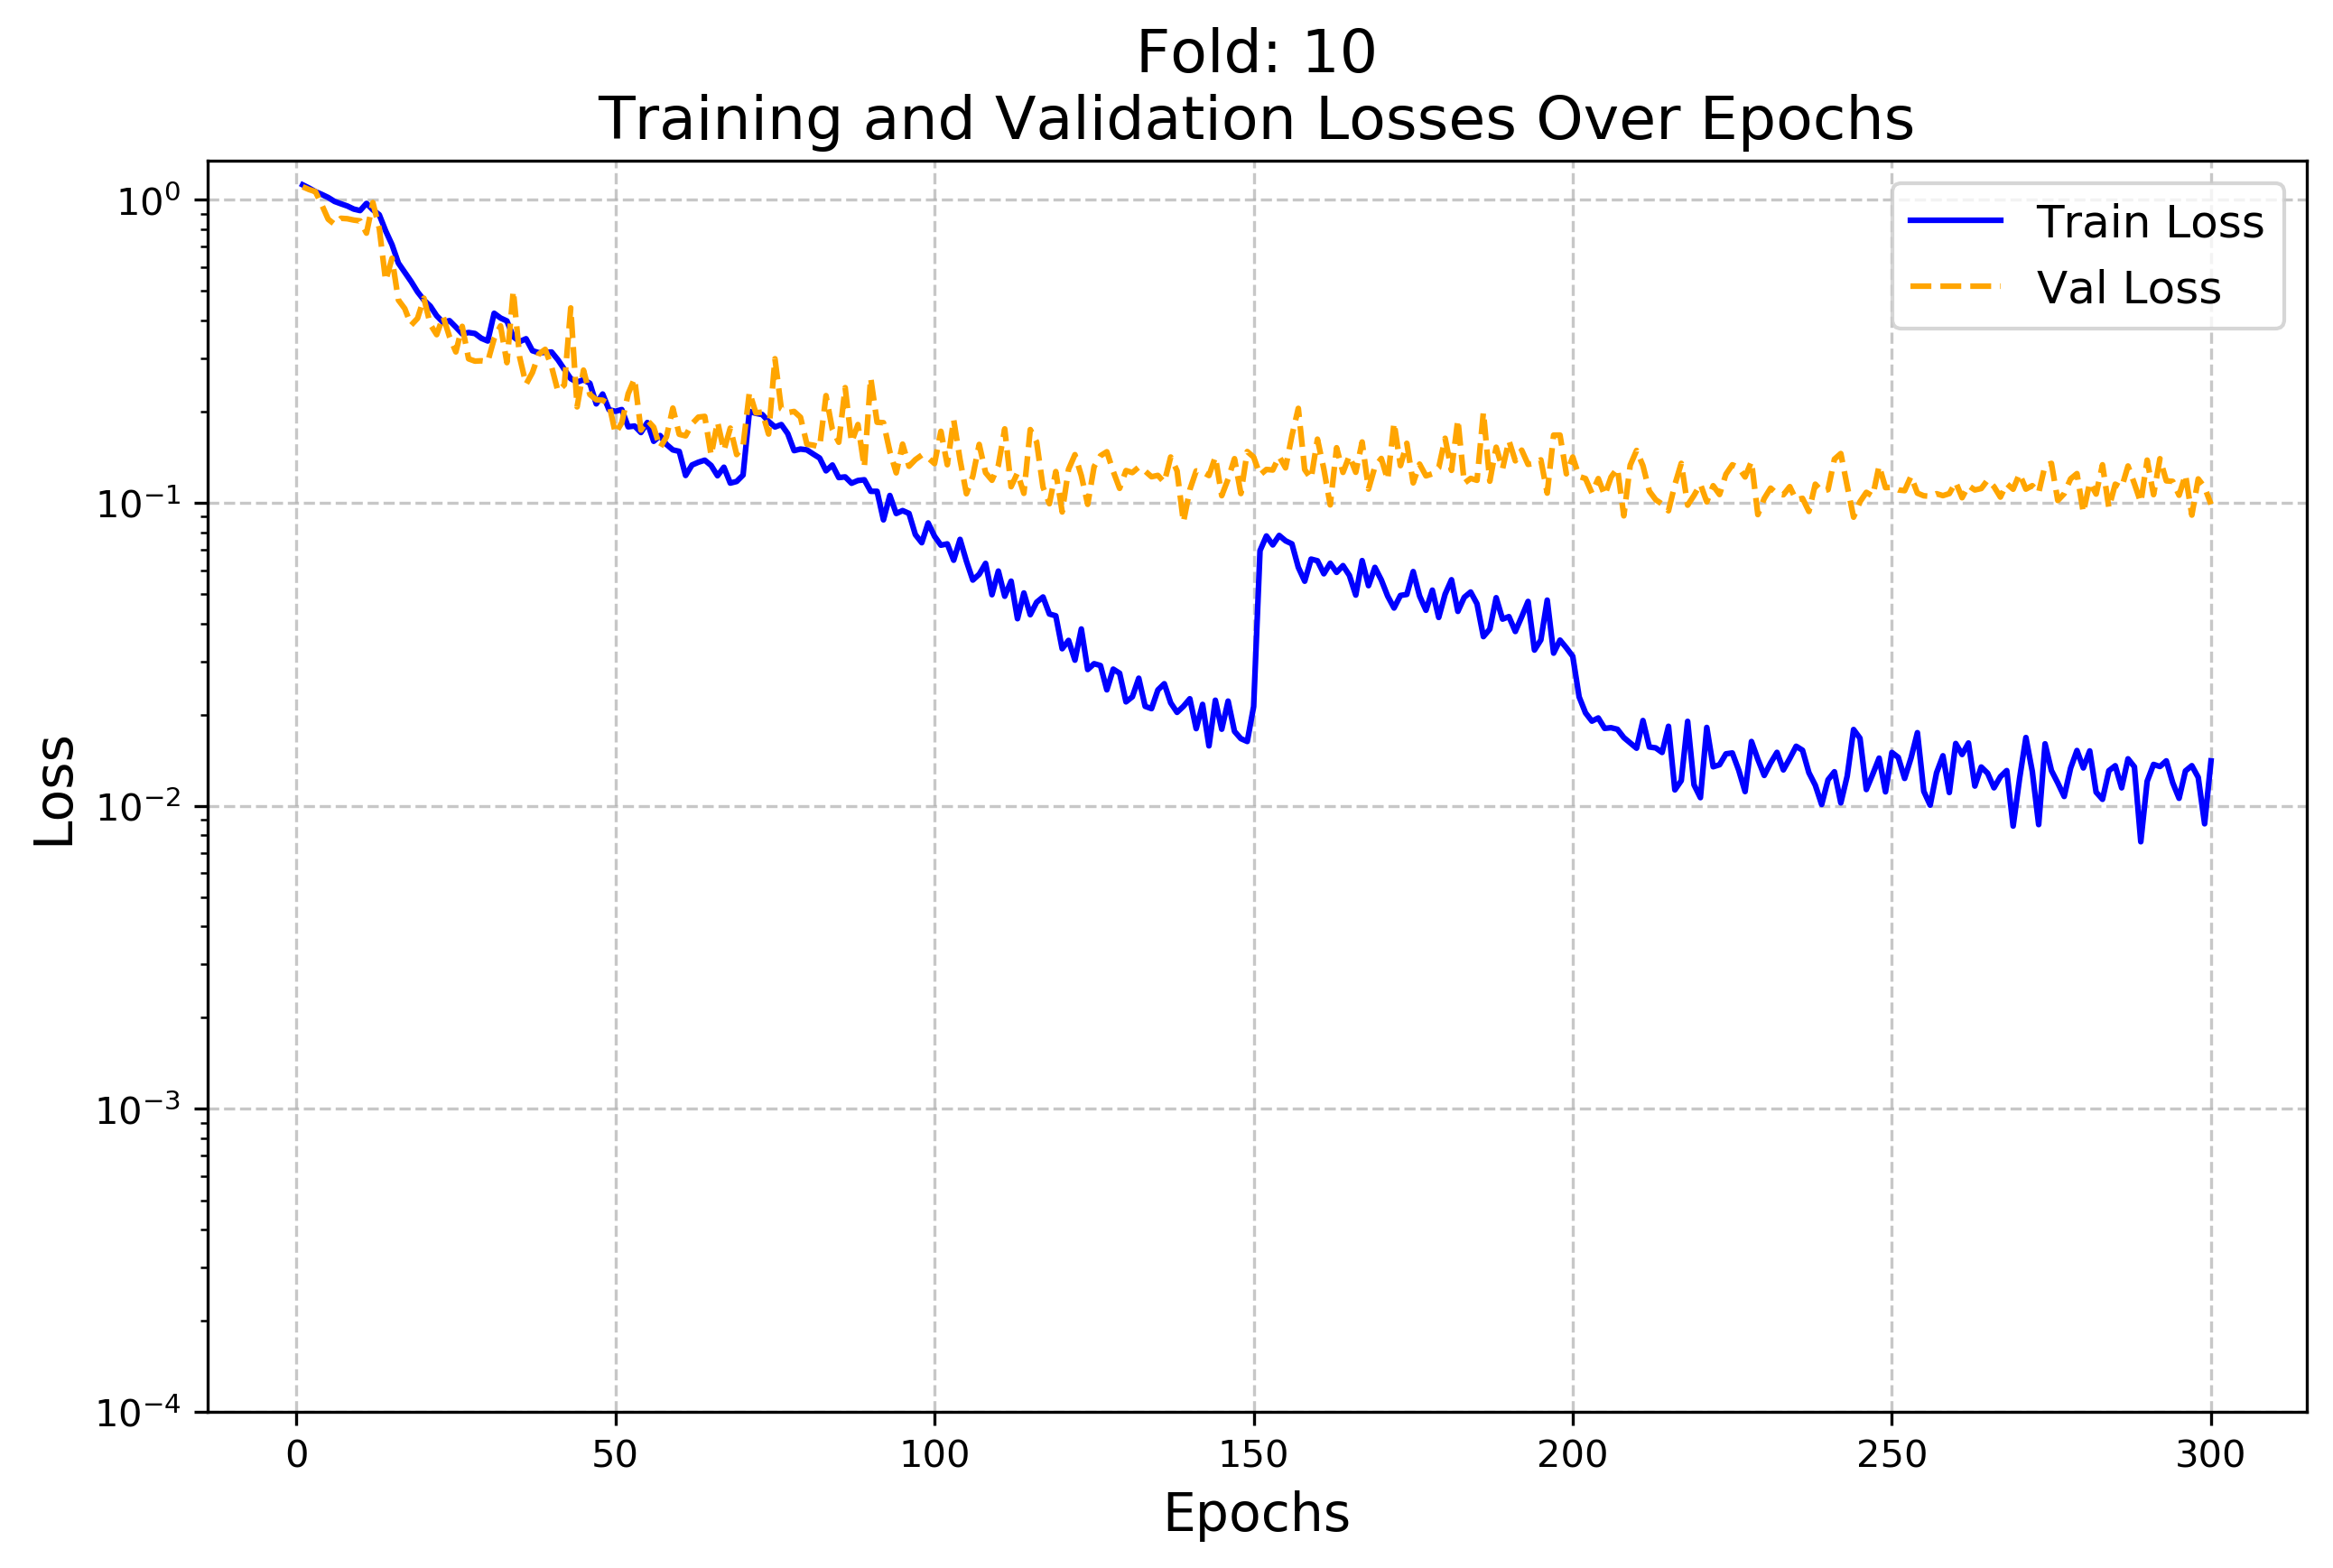 Fold: 10
Training and Validation Losses Over Epochs
Train Loss
Val Loss
Loss
10⁰
10⁻¹
10⁻²
10⁻³
10⁻⁴
0 50 100 150 200 250 300
Epochs